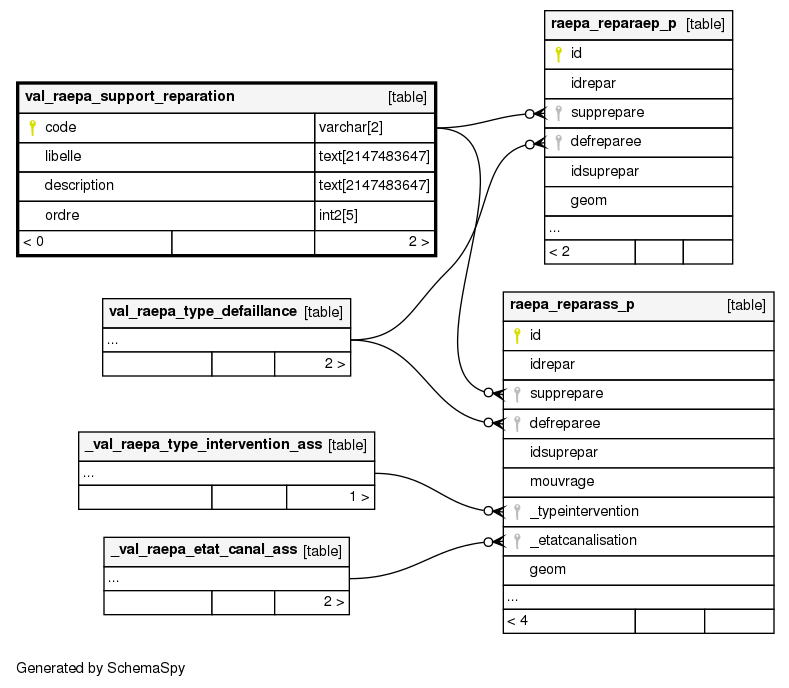 val_raepa_support_reparation [table]
code varchar[2]
libelle text[2147483647]
description text[2147483647]
ordre int2[5]
< 0 2 >
raepa_reparaep_p [table]
id
idrepar
supprepare
defreparee
idsuprepar
geom
...
< 2
val_raepa_type_defaillance [table]
...
2 >
raepa_reparass_p [table]
id
idrepar
supprepare
defreparee
idsuprepar
mouvrage
_typeintervention
_etatcanalisation
geom
...
< 4
_val_raepa_type_intervention_ass [table]
...
1 >
_val_raepa_etat_canal_ass [table]
...
2 >
Generated by SchemaSpy